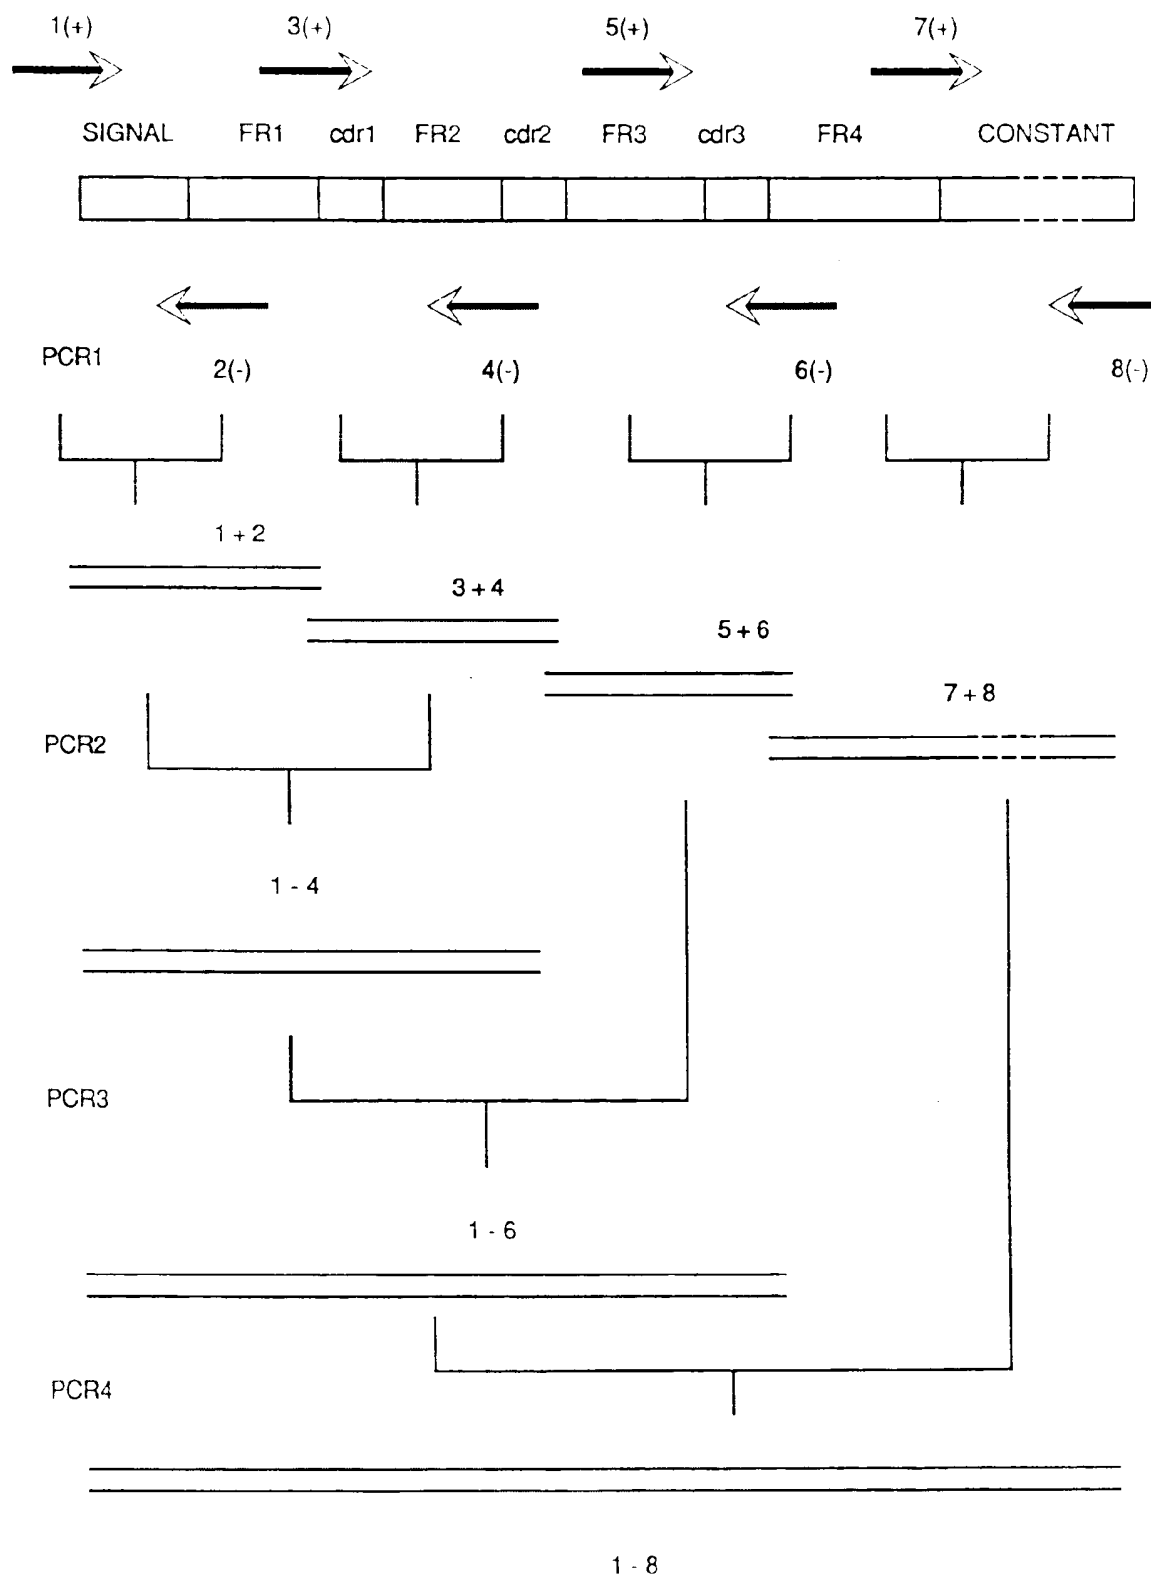 1(+) 3(+) 5(+) 7(+)
SIGNAL FR1 cdr1 FR2 cdr2 FR3 cdr3 FR4 CONSTANT
PCR1
2(-) 4(-) 6(-) 8(-)
1 + 2
3 + 4
5 + 6
7 + 8
PCR2
1 - 4
PCR3
1 - 6
PCR4
1 - 8